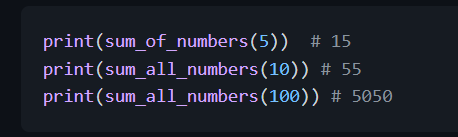 print(sum_of_numbers(5))  # 15
print(sum_all_numbers(10)) # 55
print(sum_all_numbers(100)) # 5050